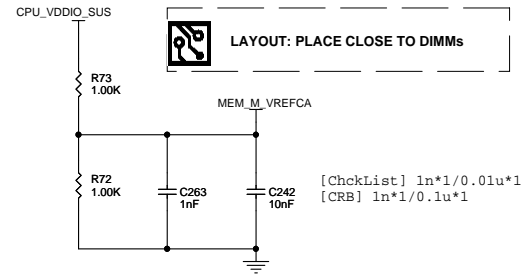 CPU_VDDIO_SUS
LAYOUT: PLACE CLOSE TO DIMMs
R73
1.00K
MEM_M_VREFCA
R72
1.00K
C263
1nF
C242
10nF
[ChckList] 1n*1/0.01u*1
[CRB] 1n*1/0.1u*1